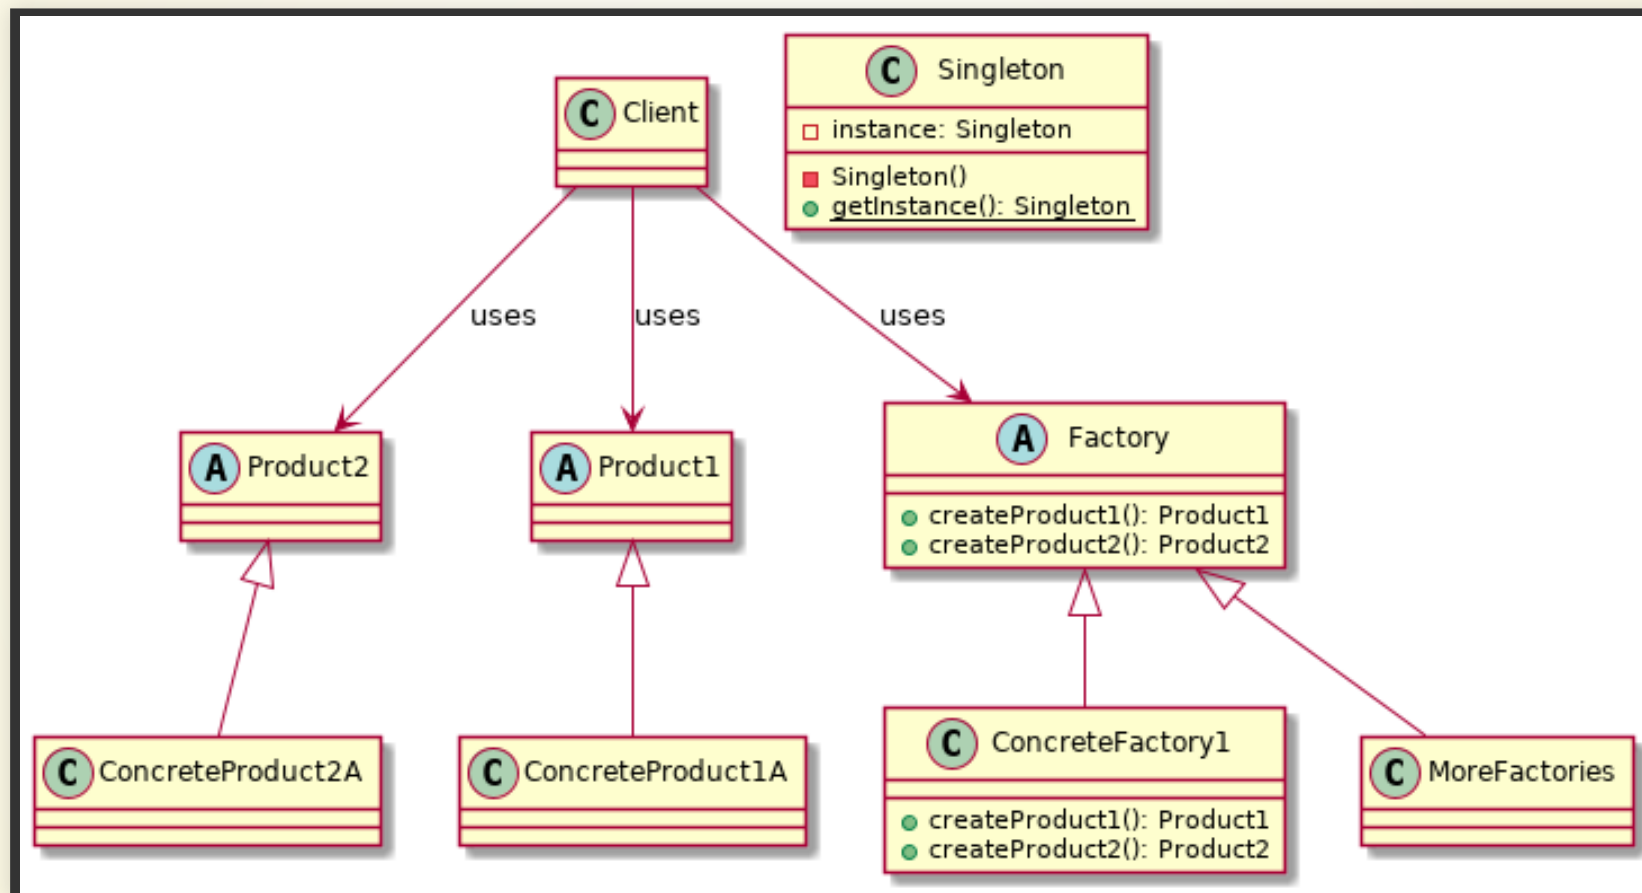 C Client
C Singleton
instance: Singleton
Singleton()
getInstance(): Singleton
uses
uses
uses
A Product2
A Product1
A Factory
createProduct1(): Product1
createProduct2(): Product2
C ConcreteProduct2A
C ConcreteProduct1A
C ConcreteFactory1
createProduct1(): Product1
createProduct2(): Product2
C MoreFactories